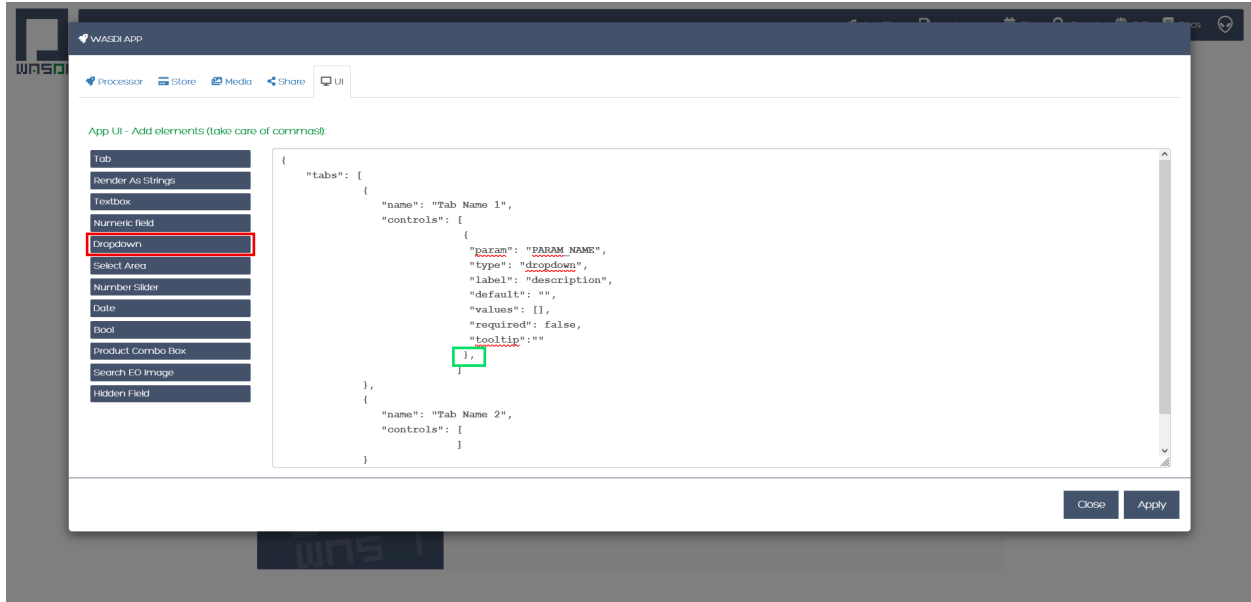 WASDI APP
Processor Store Media Share UI
App UI - Add elements (take care of commas!):
Tab
Render As Strings
Textbox
Numeric field
Dropdown
Select Area
Number Slider
Date
Bool
Product Combo Box
Search EO Image
Hidden Field
{
"tabs": [
{
"name": "Tab Name 1",
"controls": [
{
"param": "PARAM_NAME",
"type": "dropdown",
"label": "description",
"default": "",
"values": [],
"required": false,
"tooltip":""
},
]
},
{
"name": "Tab Name 2",
"controls": [
]
}
Close Apply